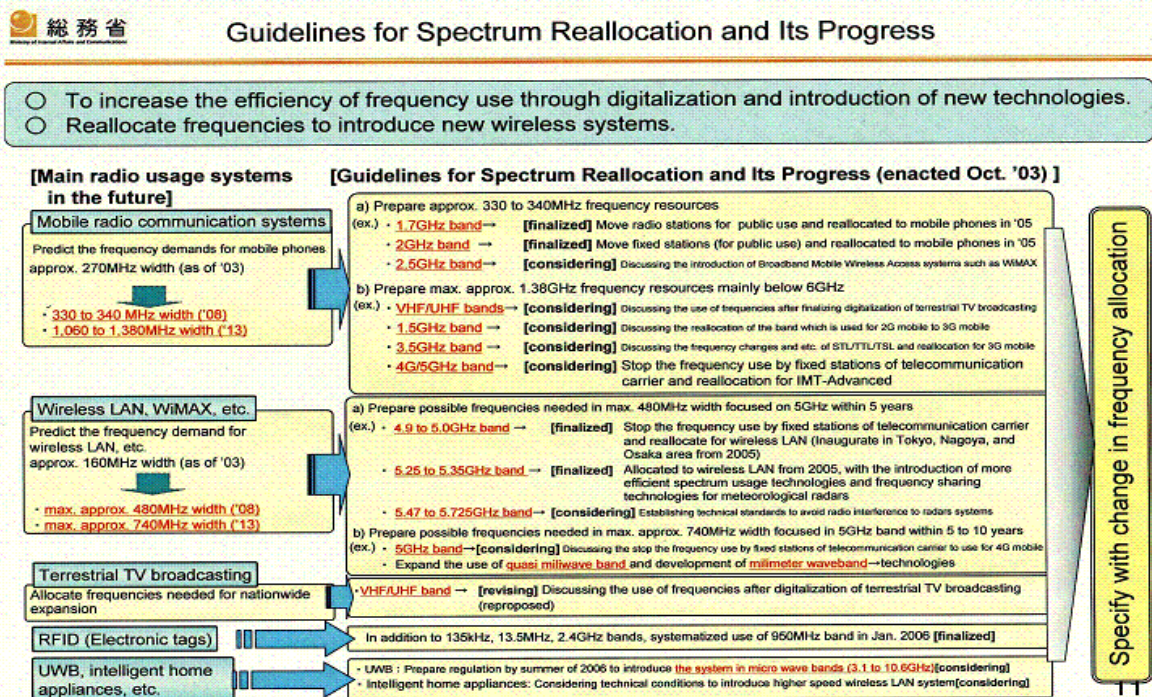 総務省
Ministry of Internal Affairs and Communications
Guidelines for Spectrum Reallocation and Its Progress
○ To increase the efficiency of frequency use through digitalization and introduction of new technologies.
○ Reallocate frequencies to introduce new wireless systems.
[Main radio usage systems
in the future]
[Guidelines for Spectrum Reallocation and Its Progress (enacted Oct. '03) ]
Mobile radio communication systems
Predict the frequency demands for mobile phones
approx. 270MHz width (as of '03)
・330 to 340 MHz width ('08)
・1,060 to 1,380MHz width ('13)
a) Prepare approx. 330 to 340MHz frequency resources
(ex.) ・ 1.7GHz band→ [finalized] Move radio stations for public use and reallocated to mobile phones in '05
・ 2GHz band → [finalized] Move fixed stations (for public use) and reallocated to mobile phones in '05
・ 2.5GHz band→ [considering] Discussing the introduction of Broadband Mobile Wireless Access systems such as WiMAX
b) Prepare max. approx. 1.38GHz frequency resources mainly below 6GHz
(ex.) ・ VHF/UHF bands→ [considering] Discussing the use of frequencies after finalizing digitalization of terrestrial TV broadcasting
・ 1.5GHz band → [considering] Discussing the reallocation of the band which is used for 2G mobile to 3G mobile
・ 3.5GHz band → [considering] Discussing the frequency changes and etc. of STL/TTL/TSL and reallocation for 3G mobile
・ 4G/5GHz band→ [considering] Stop the frequency use by fixed stations of telecommunication
carrier and reallocation for IMT-Advanced
Wireless LAN, WiMAX, etc.
Predict the frequency demand for
wireless LAN, etc.
approx. 160MHz width (as of '03)
・ max. approx. 480MHz width ('08)
・ max. approx. 740MHz width ('13)
a) Prepare possible frequencies needed in max. 480MHz width focused on 5GHz within 5 years
(ex.) ・ 4.9 to 5.0GHz band → [finalized] Stop the frequency use by fixed stations of telecommunication carrier
and reallocate for wireless LAN (Inaugurate in Tokyo, Nagoya, and
Osaka area from 2005)
・ 5.25 to 5.35GHz band → [finalized] Allocated to wireless LAN from 2005, with the introduction of more
efficient spectrum usage technologies and frequency sharing
technologies for meteorological radars
・ 5.47 to 5.725GHz band→ [considering] Establishing technical standards to avoid radio interference to radars systems
b) Prepare possible frequencies needed in max. approx. 740MHz width focused in 5GHz band within 5 to 10 years
(ex.) ・ 5GHz band→[considering] Discussing the stop the frequency use by fixed stations of telecommunication carrier to use for 4G mobile
・ Expand the use of quasi miliwave band and development of milimeter waveband→technologies
Terrestrial TV broadcasting
Allocate frequencies needed for nationwide
expansion
・VHF/UHF band → [revising] Discussing the use of frequencies after digitalization of terrestrial TV broadcasting
(reproposed)
RFID (Electronic tags)
In addition to 135kHz, 13.5MHz, 2.4GHz bands, systematized use of 950MHz band in Jan. 2006 [finalized]
UWB, intelligent home
appliances, etc.
・ UWB : Prepare regulation by summer of 2006 to introduce the system in micro wave bands (3.1 to 10.6GHz)[considering]
・ Intelligent home appliances: Considering technical conditions to introduce higher speed wireless LAN system[considering]
Specify with change in frequency allocation